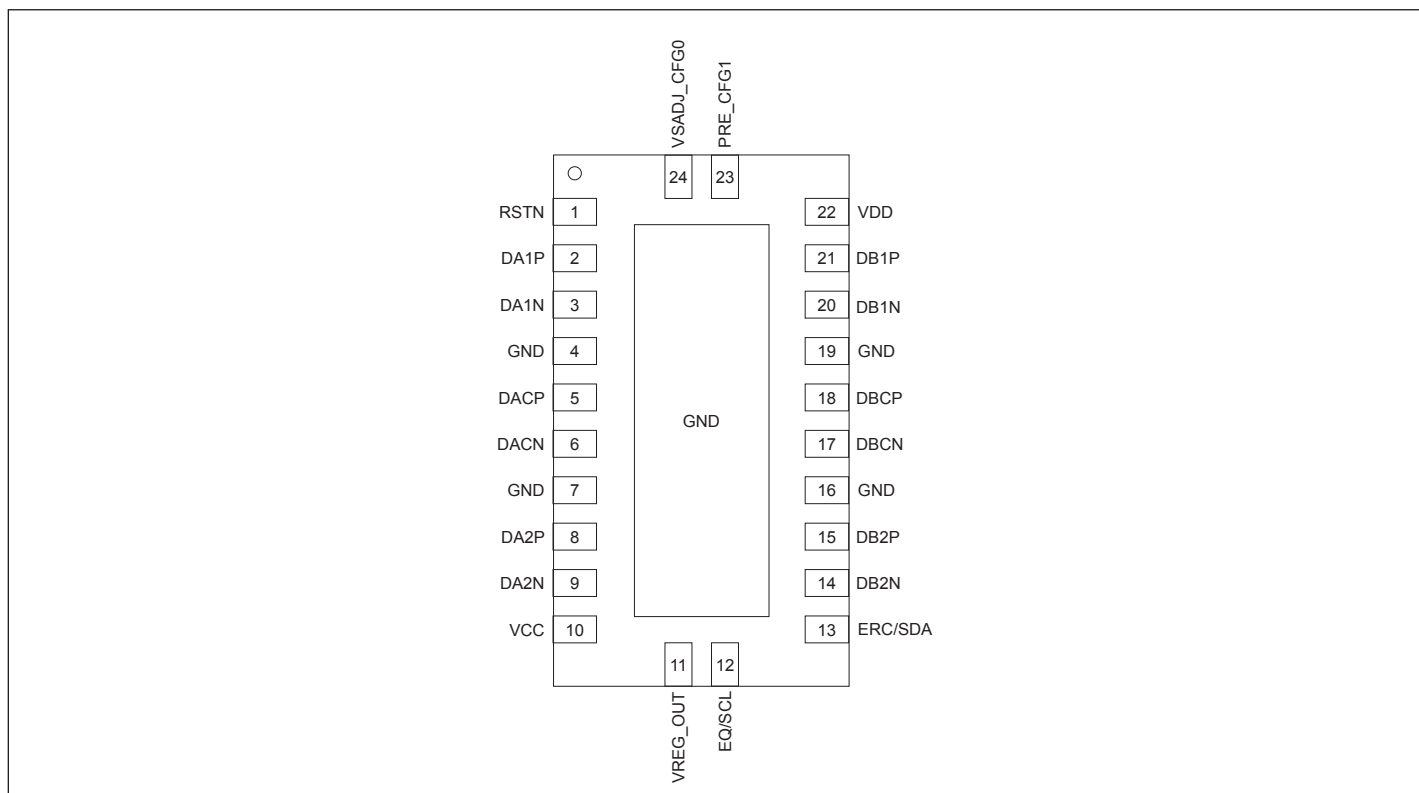 VSADJ_CFG0
PRE_CFG1
24
23
RSTN 1
22 VDD
DA1P 2
21 DB1P
DA1N 3
20 DB1N
GND 4
19 GND
DACP 5
18 DBCP
GND
DACN 6
17 DBCN
GND 7
16 GND
DA2P 8
15 DB2P
DA2N 9
14 DB2N
VCC 10
13 ERC/SDA
11
12
VREG_OUT
EQ/SCL